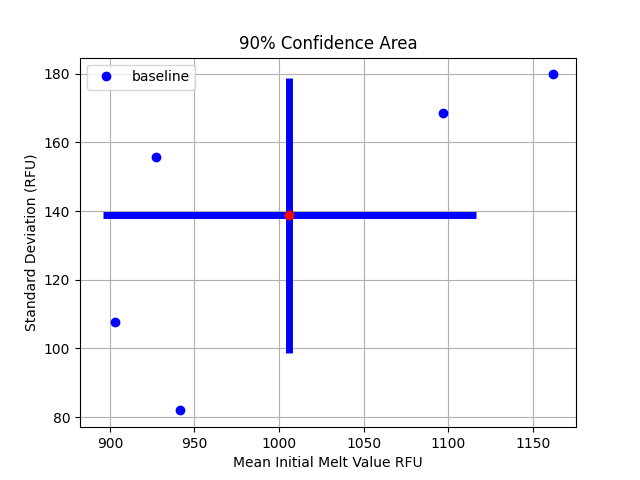 90% Confidence Area
baseline
Standard Deviation (RFU)
180
160
140
120
100
80
900 950 1000 1050 1100 1150
Mean Initial Melt Value RFU